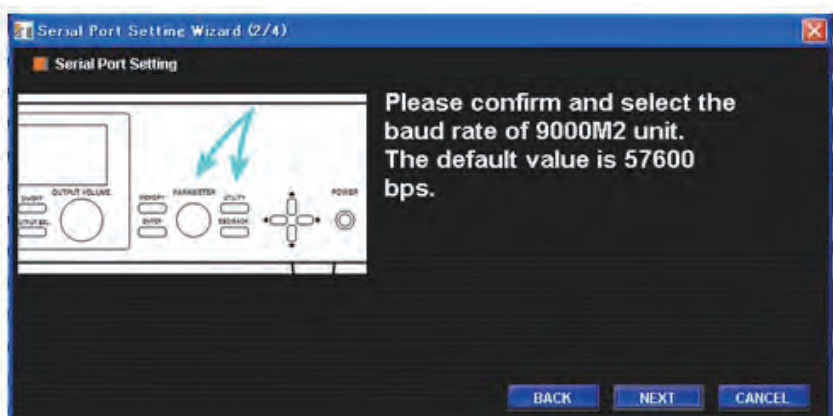 Serial Port Setting Wizard (2/4)
Serial Port Setting
Please confirm and select the
baud rate of 9000M2 unit.
The default value is 57600
bps.
OUTPUT VOLUME
MEMORY
PARAMETER
UTILITY
POWER
ENTER
BACK
NEXT
CANCEL